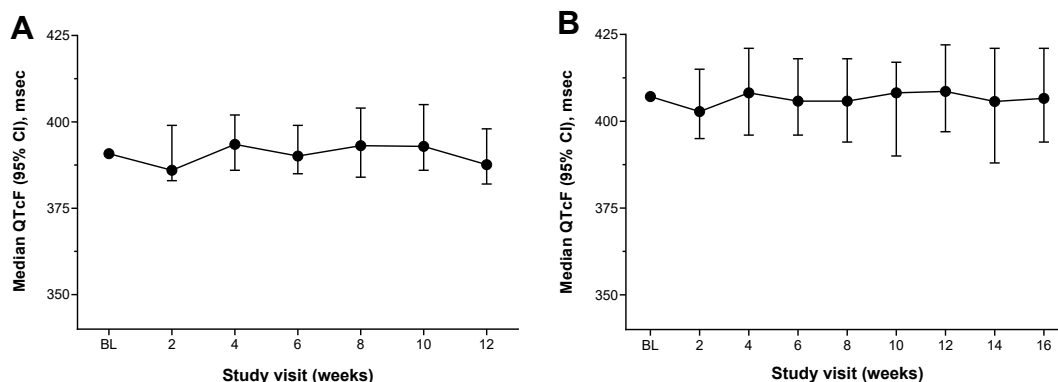 A
Median QTcF (95% CI), msec
425
400
375
350
BL 2 4 6 8 10 12
Study visit (weeks)
B
Median QTcF (95% CI), msec
425
400
375
350
BL 2 4 6 8 10 12 14 16
Study visit (weeks)